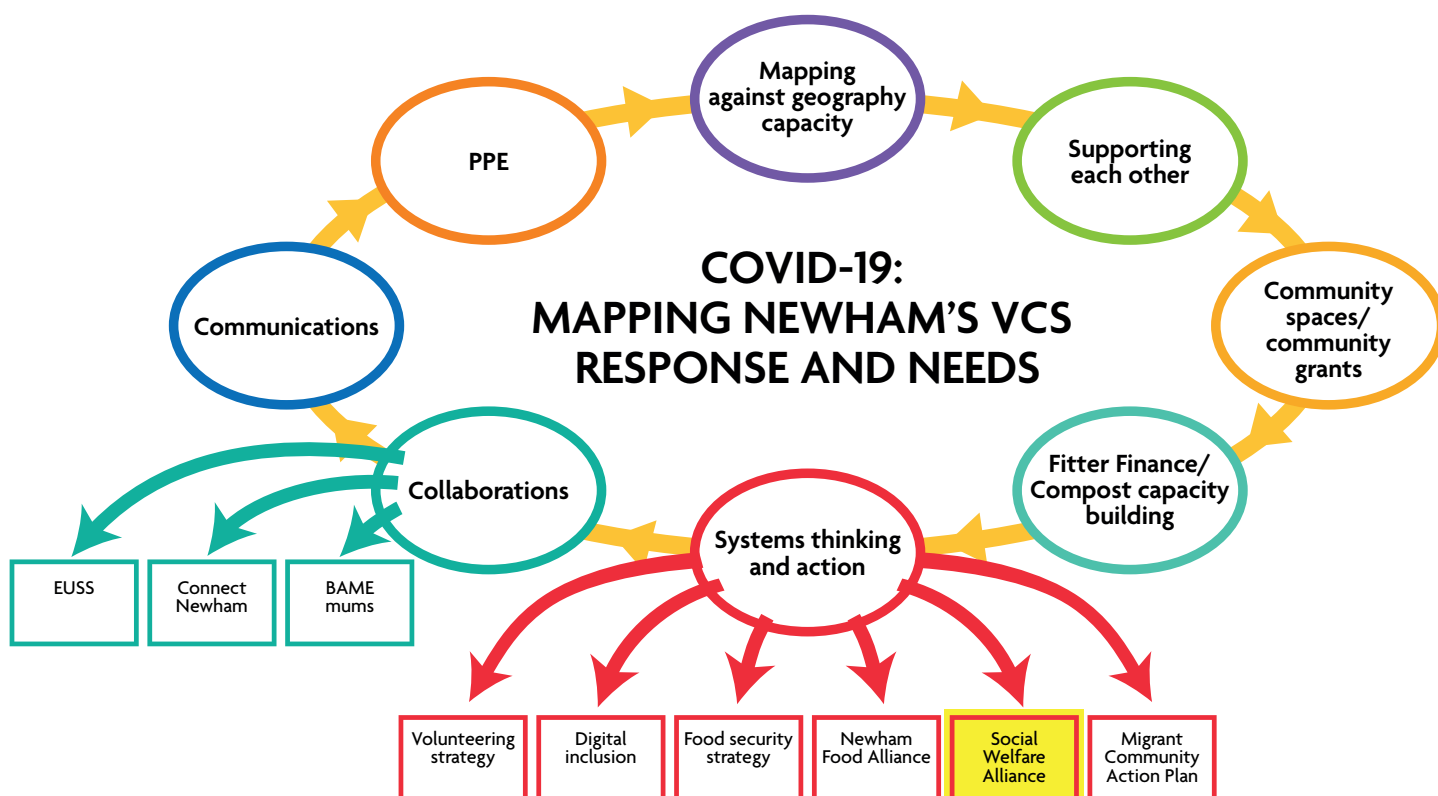 Mapping
against geography
capacity
PPE
Supporting
each other
COVID-19:
MAPPING NEWHAM'S VCS
RESPONSE AND NEEDS
Communications
Community
spaces/
community
grants
Collaborations
Systems thinking
and action
Fitter Finance/
Compost capacity
building
EUSS
Connect
Newham
BAME
mums
Volunteering
strategy
Digital
inclusion
Food security
strategy
Newham
Food Alliance
Social
Welfare
Alliance
Migrant
Community
Action Plan